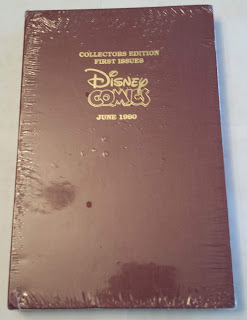 COLLECTORS EDITION
FIRST ISSUES
Disney
COMICS
JUNE 1990